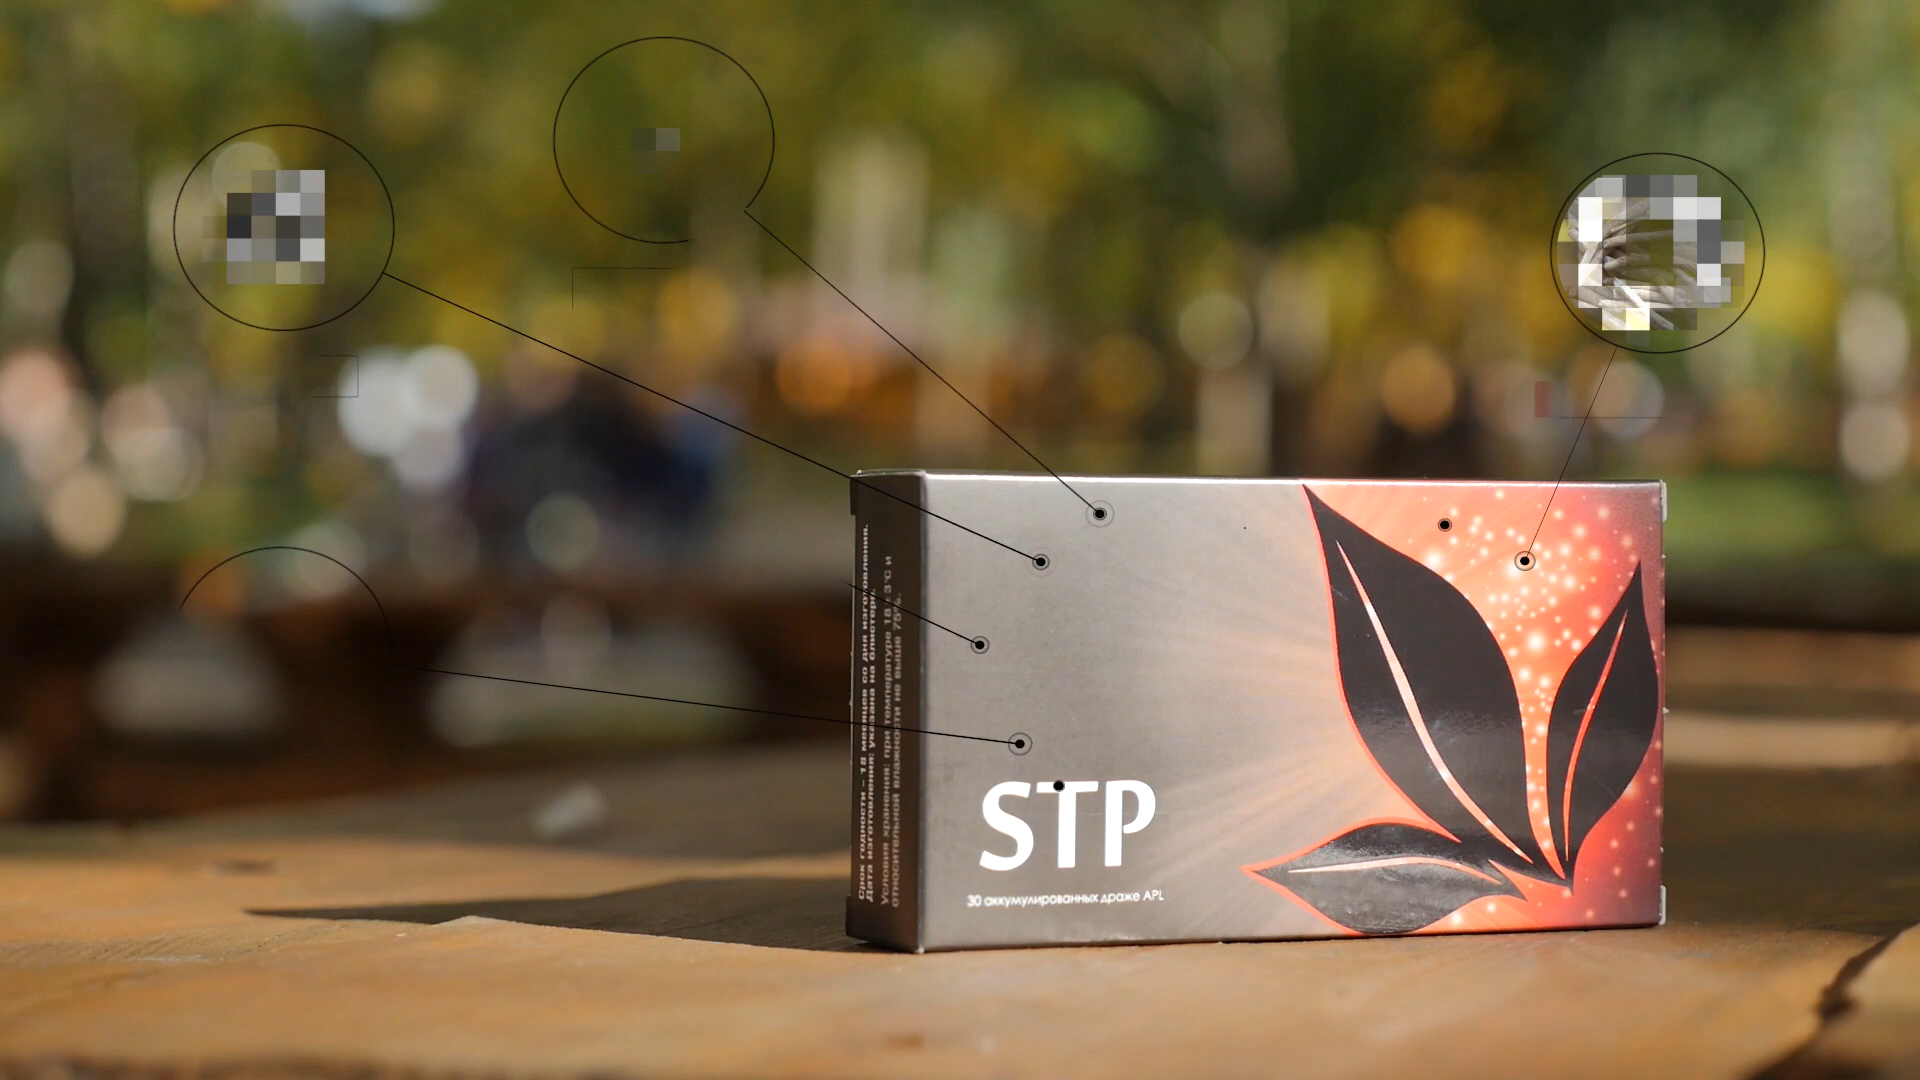 STP
30 аккумулированных драже APL
Срок годности – 18 месяцев со дня изготовления.
Дата изготовления: указана на блистере.
Условия хранения: при температуре 18 ± 3°С и
относительной влажности не выше 75%.